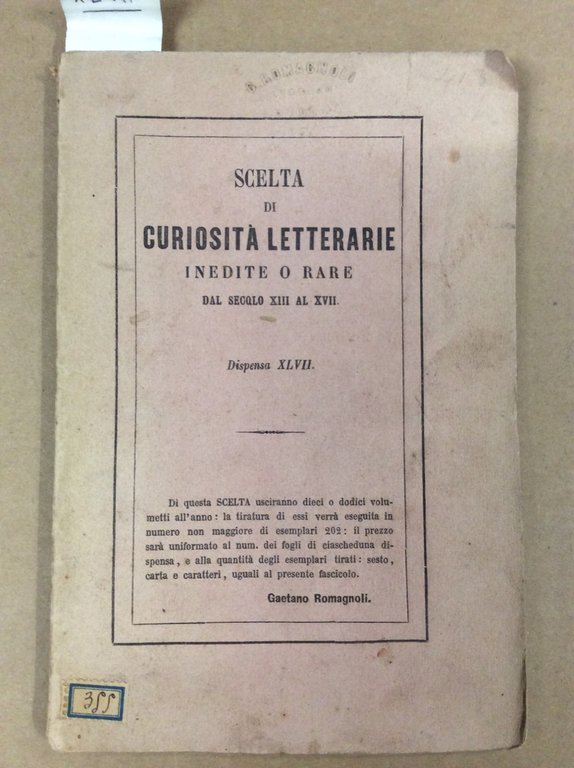 G. ROMAGNOLI
SCELTA
DI
CURIOSITÀ LETTERARIE
INEDITE O RARE
DAL SECOLO XIII AL XVII.
Dispensa XLVII.
Di questa SCELTA usciranno dieci o dodici volu-
metti all'anno: la tiratura di essi verrà eseguita in
numero non maggiore di esemplari 202: il prezzo
sarà uniformato al num. dei fogli di ciascheduna di-
spensa, e alla quantità degli esemplari tirati: sesto,
carta e caratteri, uguali al presente fascicolo.
Gaetano Romagnoli.
355